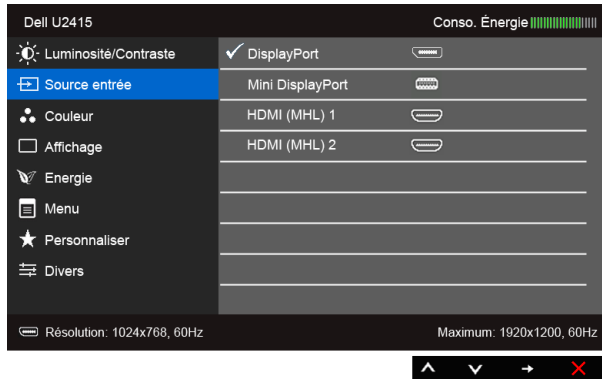 Dell U2415 Conso. Énergie
Luminosité/Contraste DisplayPort
Source entrée Mini DisplayPort
Couleur HDMI (MHL) 1
Affichage HDMI (MHL) 2
Energie
Menu
Personnaliser
Divers
Résolution: 1024x768, 60Hz Maximum: 1920x1200, 60Hz